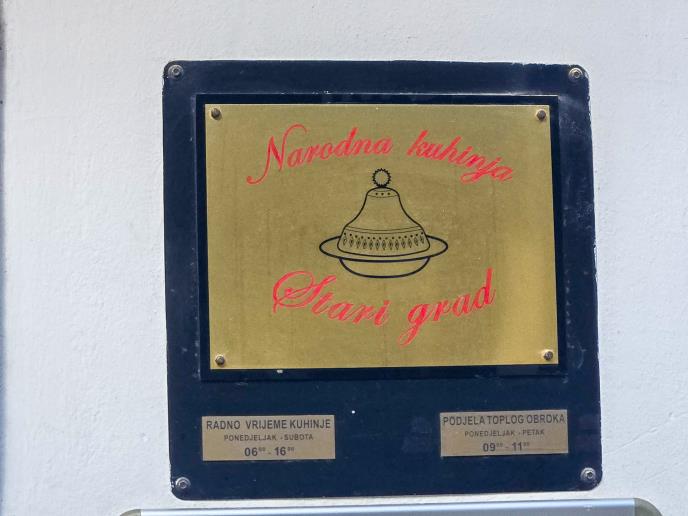 Narodna kuhinja
Stari grad
RADNO VRIJEME KUHINJE
PONEDJELJAK - SUBOTA
06⁰⁰ - 16⁰⁰
PODJELA TOPLOG OBROKA
PONEDJELJAK - PETAK
09⁰⁰ - 11⁰⁰